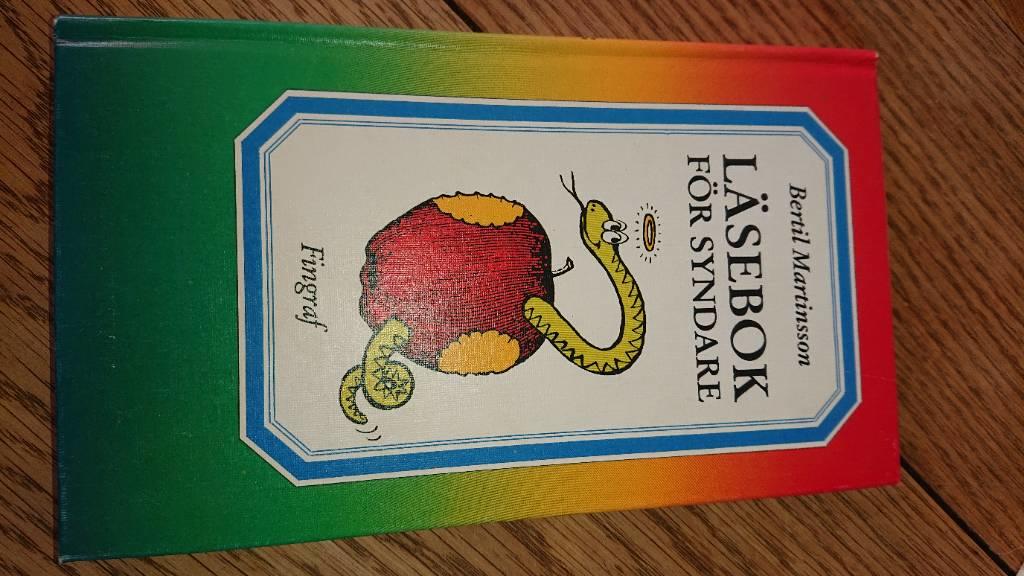 Bertil Martinsson
LÄSEBOK
FÖR SYNDARE
Fingraf